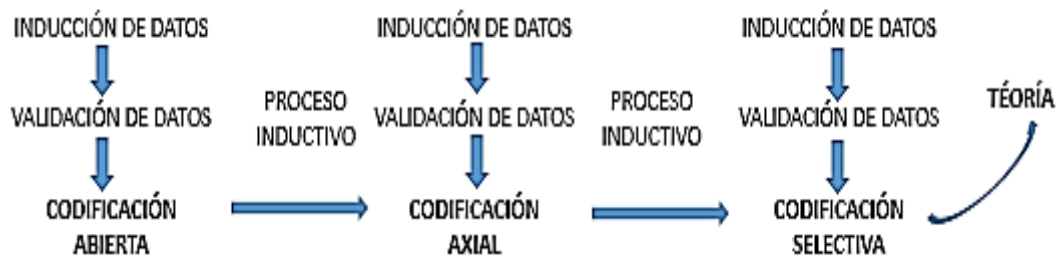 INDUCCIÓN DE DATOS
VALIDACIÓN DE DATOS
CODIFICACIÓN
ABIERTA
PROCESO
INDUCTIVO
INDUCCIÓN DE DATOS
VALIDACIÓN DE DATOS
CODIFICACIÓN
AXIAL
PROCESO
INDUCTIVO
INDUCCIÓN DE DATOS
VALIDACIÓN DE DATOS
CODIFICACIÓN
SELECTIVA
TÉORÍA